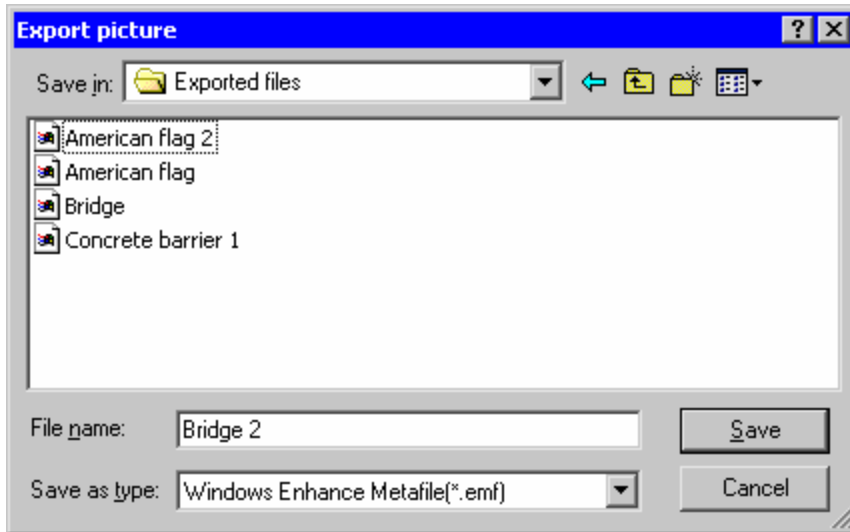 Export picture
Save in: Exported files
American flag 2
American flag
Bridge
Concrete barrier 1
File name: Bridge 2 Save
Save as type: Windows Enhance Metafile(*.emf) Cancel